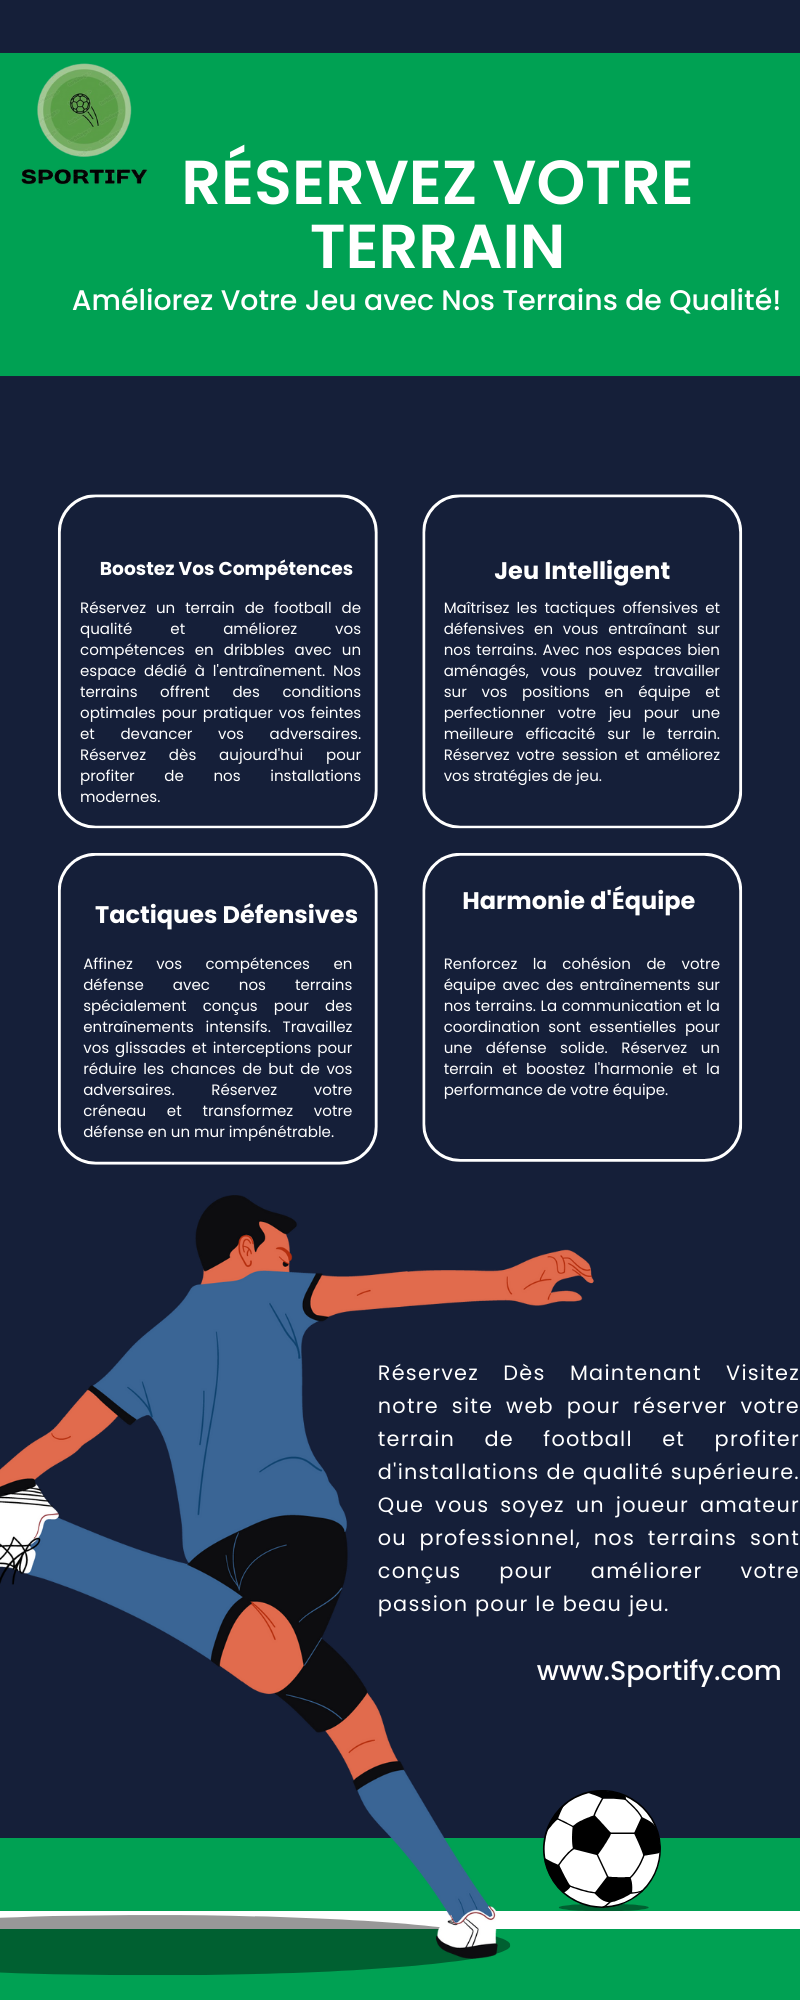 SPORTIFY
RÉSERVEZ VOTRE
TERRAIN
Améliorez Votre Jeu avec Nos Terrains de Qualité!
Boostez Vos Compétences
Réservez un terrain de football de
qualité et améliorez vos
compétences en dribbles avec un
espace dédié à l'entraînement. Nos
terrains offrent des conditions
optimales pour pratiquer vos feintes
et devancer vos adversaires.
Réservez dès aujourd'hui pour
profiter de nos installations
modernes.
Jeu Intelligent
Maîtrisez les tactiques offensives et
défensives en vous entraînant sur
nos terrains. Avec nos espaces bien
aménagés, vous pouvez travailler
sur vos positions en équipe et
perfectionner votre jeu pour une
meilleure efficacité sur le terrain.
Réservez votre session et améliorez
vos stratégies de jeu.
Tactiques Défensives
Affinez vos compétences en
défense avec nos terrains
spécialement conçus pour des
entraînements intensifs. Travaillez
vos glissades et interceptions pour
réduire les chances de but de vos
adversaires. Réservez votre
créneau et transformez votre
défense en un mur impénétrable.
Harmonie d'Équipe
Renforcez la cohésion de votre
équipe avec des entraînements sur
nos terrains. La communication et la
coordination sont essentielles pour
une défense solide. Réservez un
terrain et boostez l'harmonie et la
performance de votre équipe.
Réservez Dès Maintenant Visitez
notre site web pour réserver votre
terrain de football et profiter
d'installations de qualité supérieure.
Que vous soyez un joueur amateur
ou professionnel, nos terrains sont
conçus pour améliorer votre
passion pour le beau jeu.
www.Sportify.com